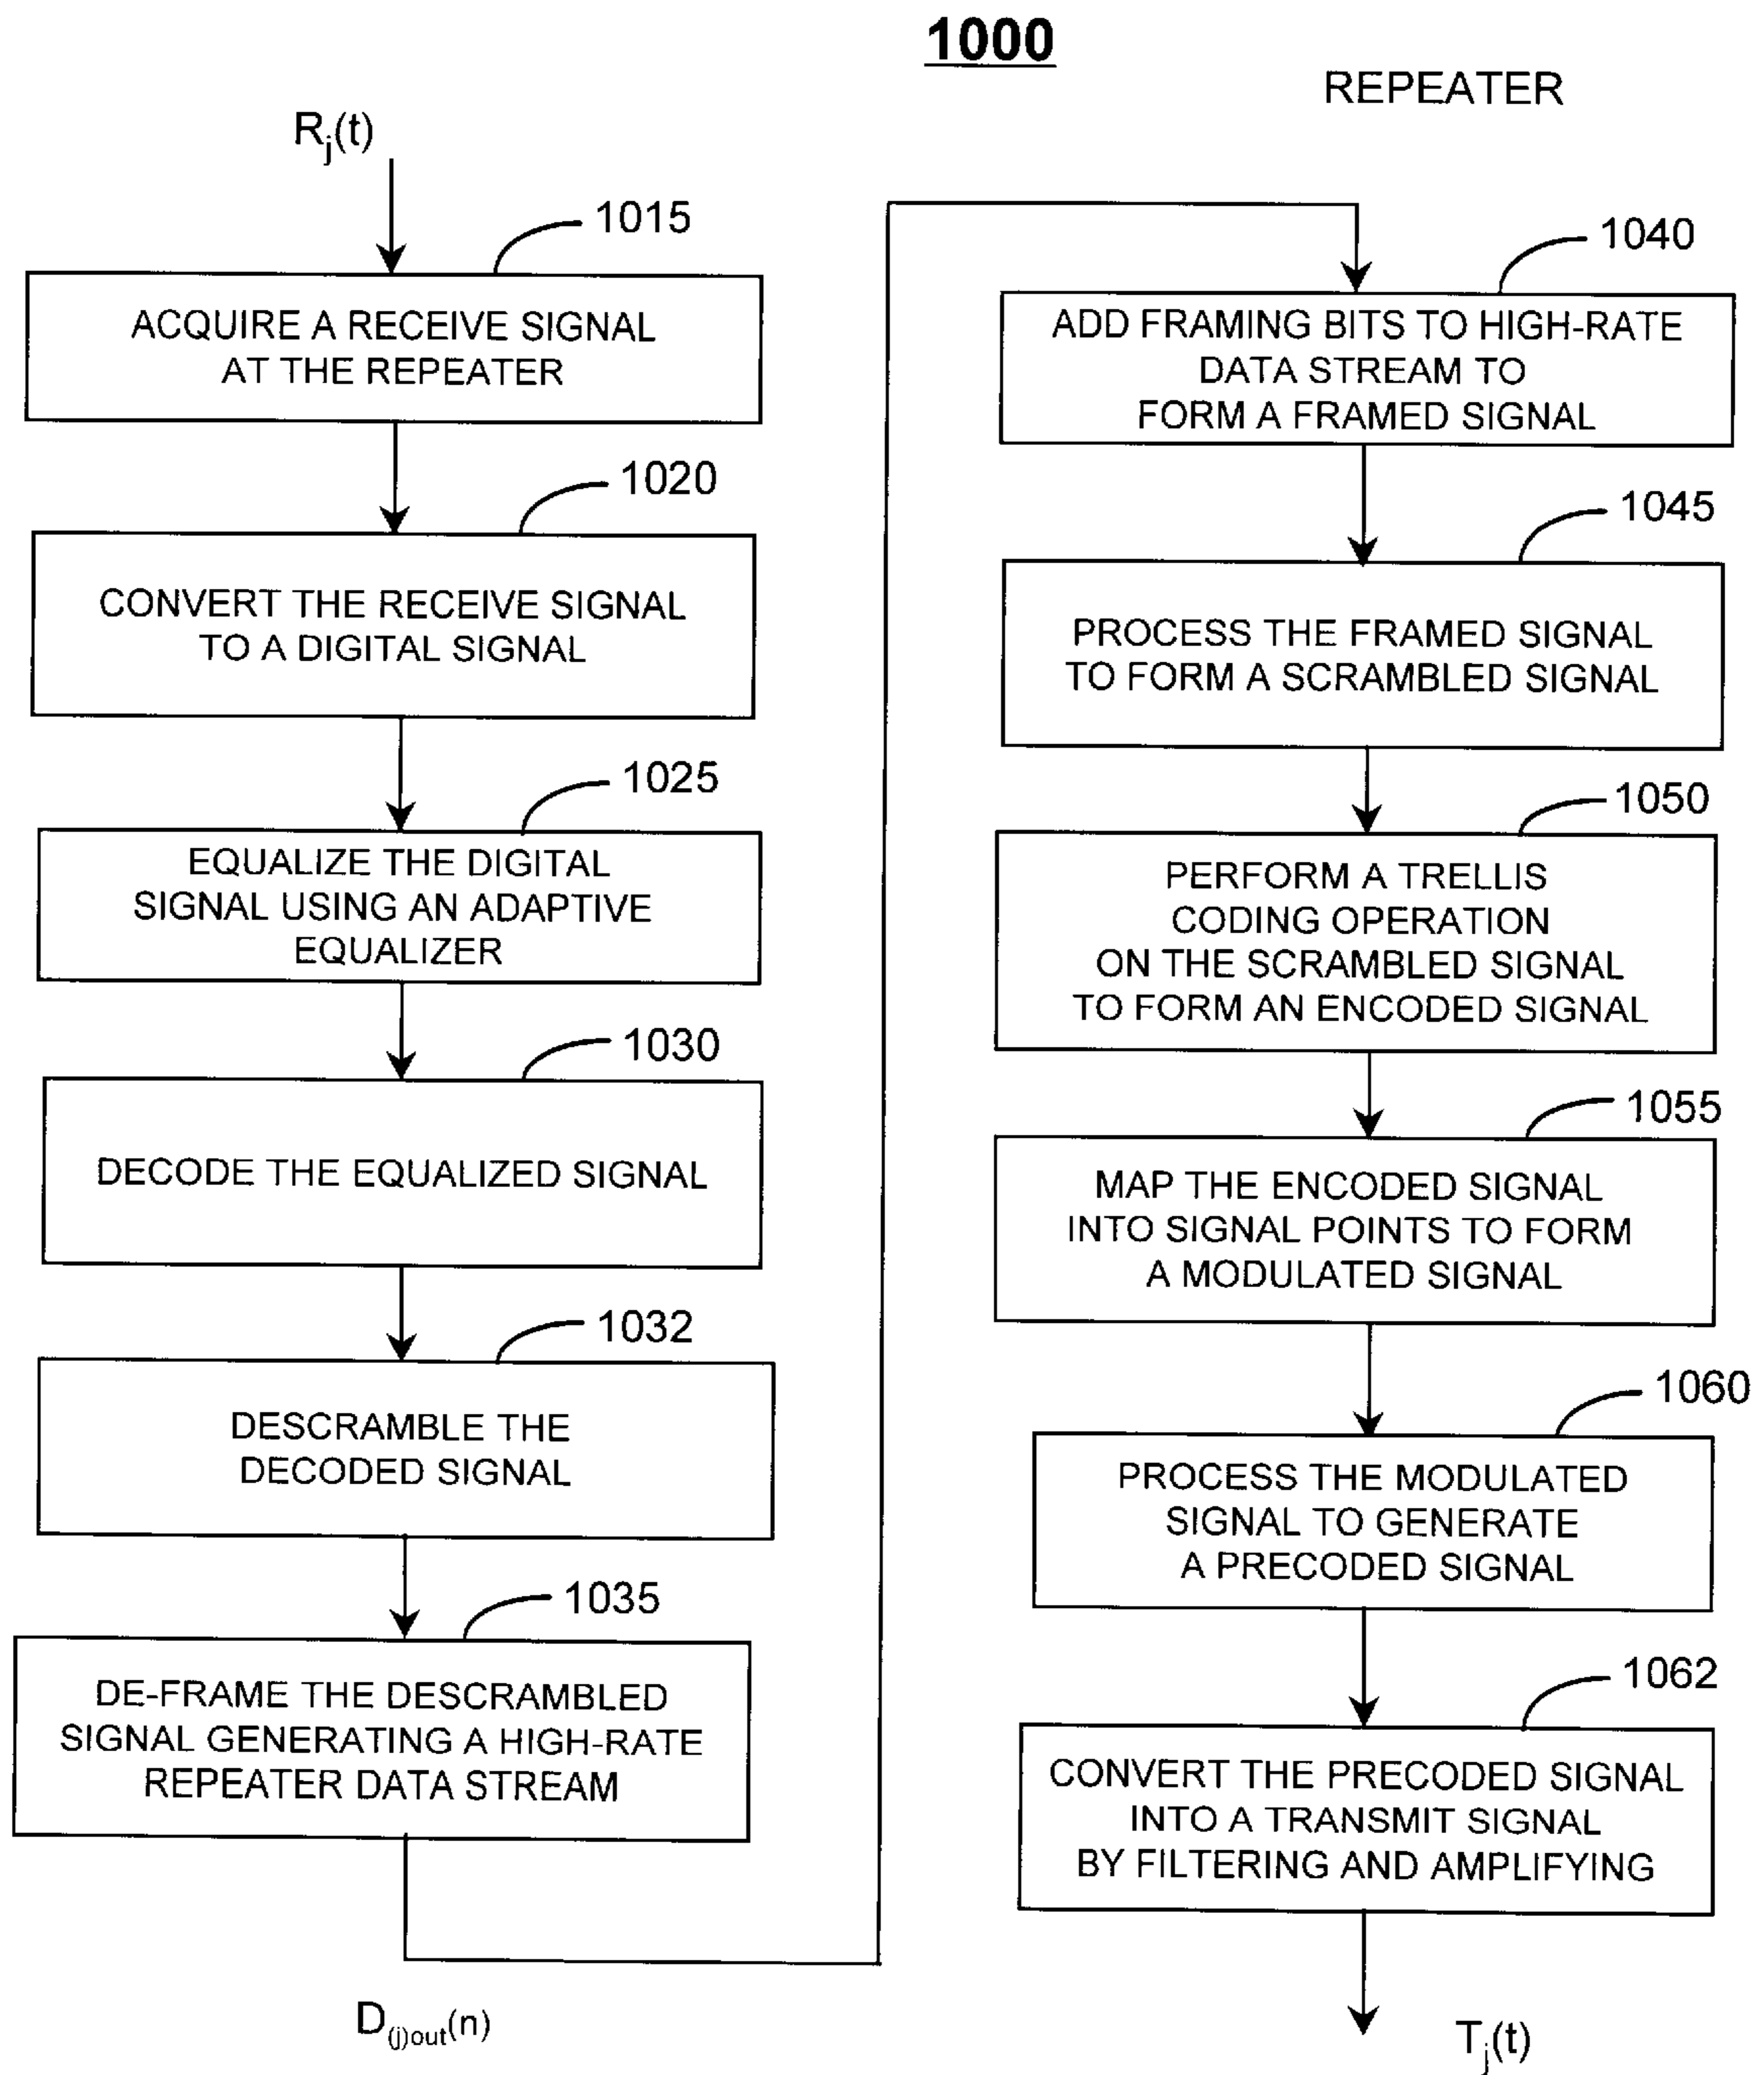 1000
REPEATER
Rj(t)
1015
ACQUIRE A RECEIVE SIGNAL
AT THE REPEATER
1020
CONVERT THE RECEIVE SIGNAL
TO A DIGITAL SIGNAL
1025
EQUALIZE THE DIGITAL
SIGNAL USING AN ADAPTIVE
EQUALIZER
1030
DECODE THE EQUALIZED SIGNAL
1032
DESCRAMBLE THE
DECODED SIGNAL
1035
DE-FRAME THE DESCRAMBLED
SIGNAL GENERATING A HIGH-RATE
REPEATER DATA STREAM
D(j)out(n)
1040
ADD FRAMING BITS TO HIGH-RATE
DATA STREAM TO
FORM A FRAMED SIGNAL
1045
PROCESS THE FRAMED SIGNAL
TO FORM A SCRAMBLED SIGNAL
1050
PERFORM A TRELLIS
CODING OPERATION
ON THE SCRAMBLED SIGNAL
TO FORM AN ENCODED SIGNAL
1055
MAP THE ENCODED SIGNAL
INTO SIGNAL POINTS TO FORM
A MODULATED SIGNAL
1060
PROCESS THE MODULATED
SIGNAL TO GENERATE
A PRECODED SIGNAL
1062
CONVERT THE PRECODED SIGNAL
INTO A TRANSMIT SIGNAL
BY FILTERING AND AMPLIFYING
Tj(t)